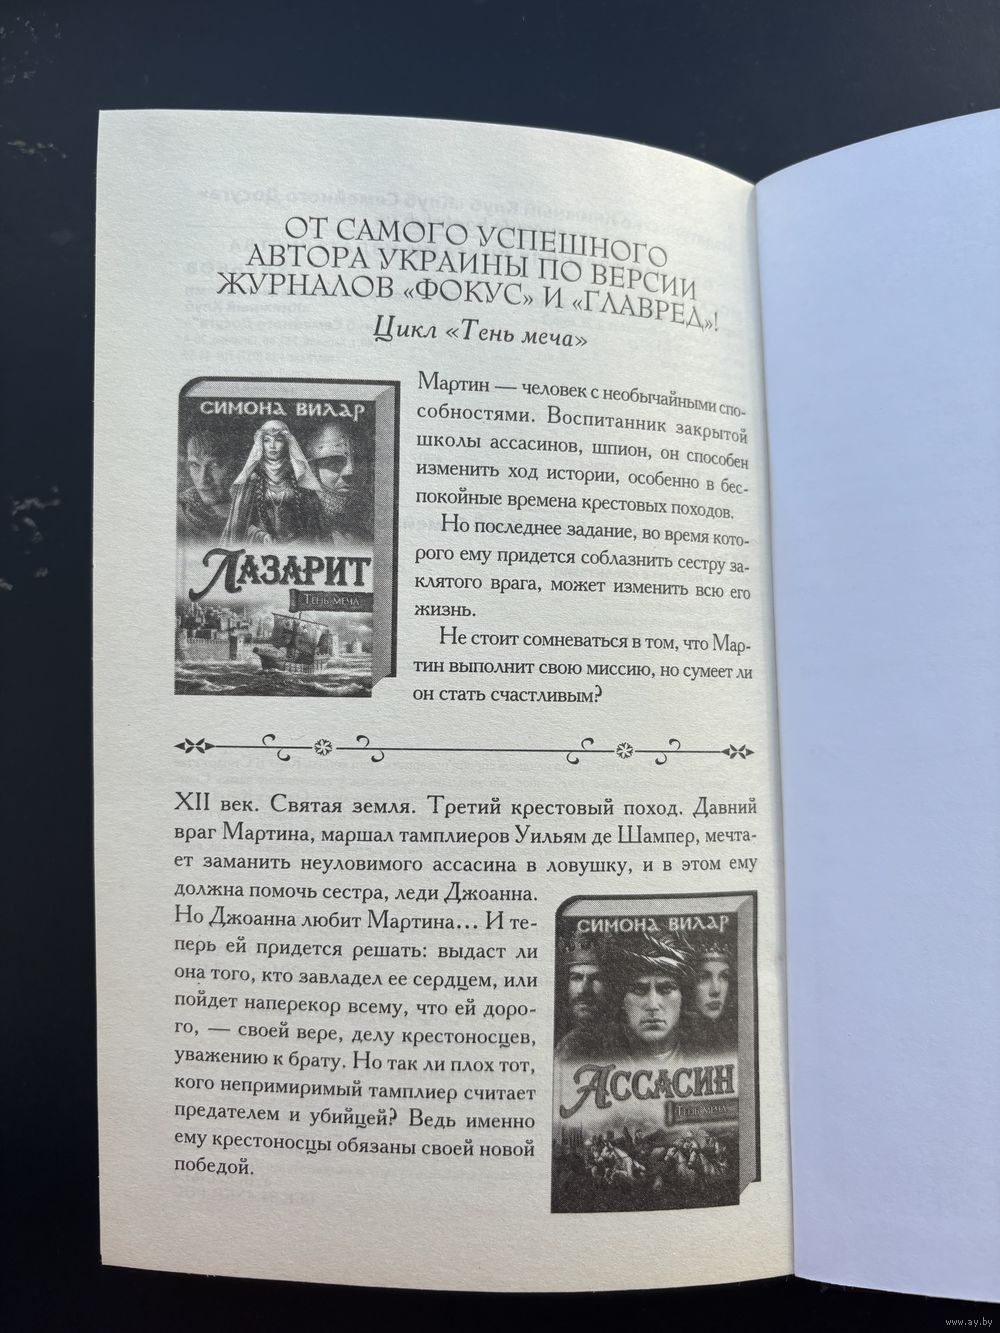 ОТ САМОГО УСПЕШНОГО
АВТОРА УКРАИНЫ ПО ВЕРСИИ
ЖУРНАЛОВ «ФОКУС» И «ГЛАВРЕД»!
Цикл «Тень меча»
СИМОНА ВИЛАР
ЛАЗАРИТ
ТЕНЬ МЕЧА
Мартин — человек с необычайными спо-
собностями. Воспитанник закрытой
школы ассасинов, шпион, он способен
изменить ход истории, особенно в бес-
покойные времена крестовых походов.
Но последнее задание, во время кото-
рого ему придется соблазнить сестру за-
клятого врага, может изменить всю его
жизнь.
Не стоит сомневаться в том, что Мар-
тин выполнит свою миссию, но сумеет ли
он стать счастливым?
XII век. Святая земля. Третий крестовый поход. Давний
враг Мартина, маршал тамплиеров Уильям де Шампер, мечта-
ет заманить неуловимого ассасина в ловушку, и в этом ему
должна помочь сестра, леди Джоанна.
Но Джоанна любит Мартина… И те-
перь ей придется решать: выдаст ли
она того, кто завладел ее сердцем, или
пойдет наперекор всему, что ей доро-
го, — своей вере, делу крестоносцев,
уважению к брату. Но так ли плох тот,
кого непримиримый тамплиер считает
предателем и убийцей? Ведь именно
ему крестоносцы обязаны своей новой
победой.
СИМОНА ВИЛАР
АССАСИН
ТЕНЬ МЕЧА
www.ay.by